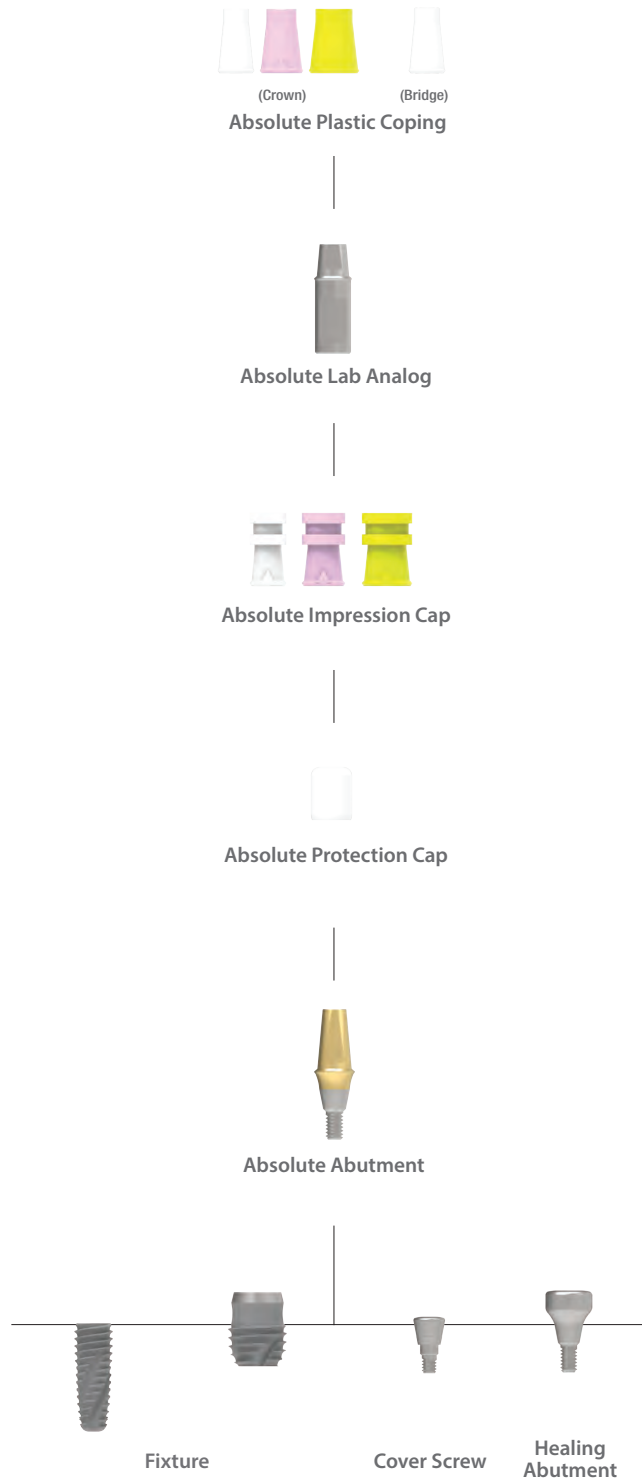 (Crown)
(Bridge)
Absolute Plastic Coping
Absolute Lab Analog
Absolute Impression Cap
Absolute Protection Cap
Absolute Abutment
Fixture
Cover Screw
Healing
Abutment